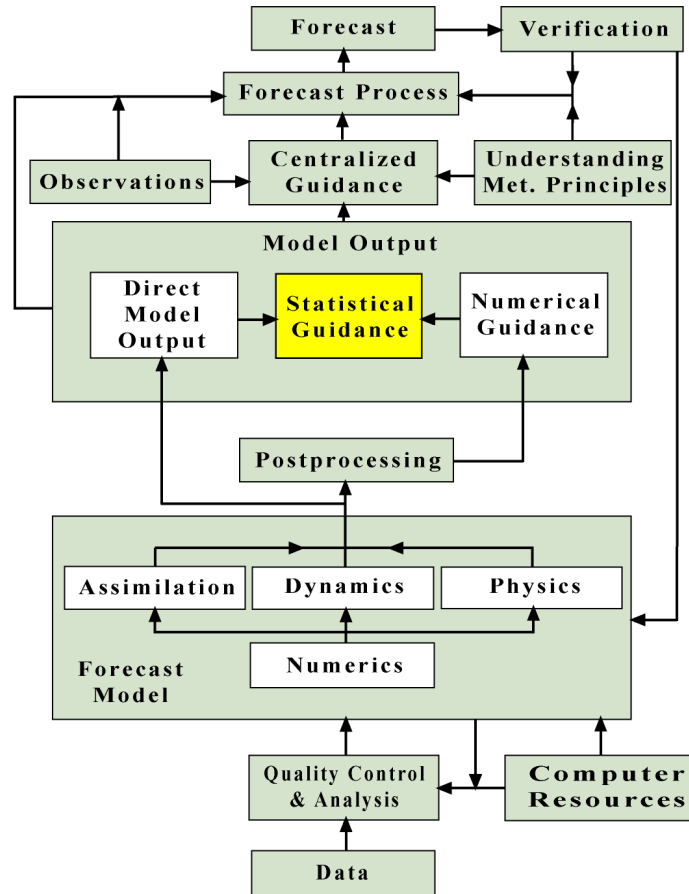 Forecast
Verification
Forecast Process
Observations
Centralized
Guidance
Understanding
Met. Principles
Model Output
Direct
Model
Output
Statistical
Guidance
Numerical
Guidance
Postprocessing
Assimilation
Dynamics
Physics
Numerics
Forecast
Model
Quality Control
& Analysis
Computer
Resources
Data